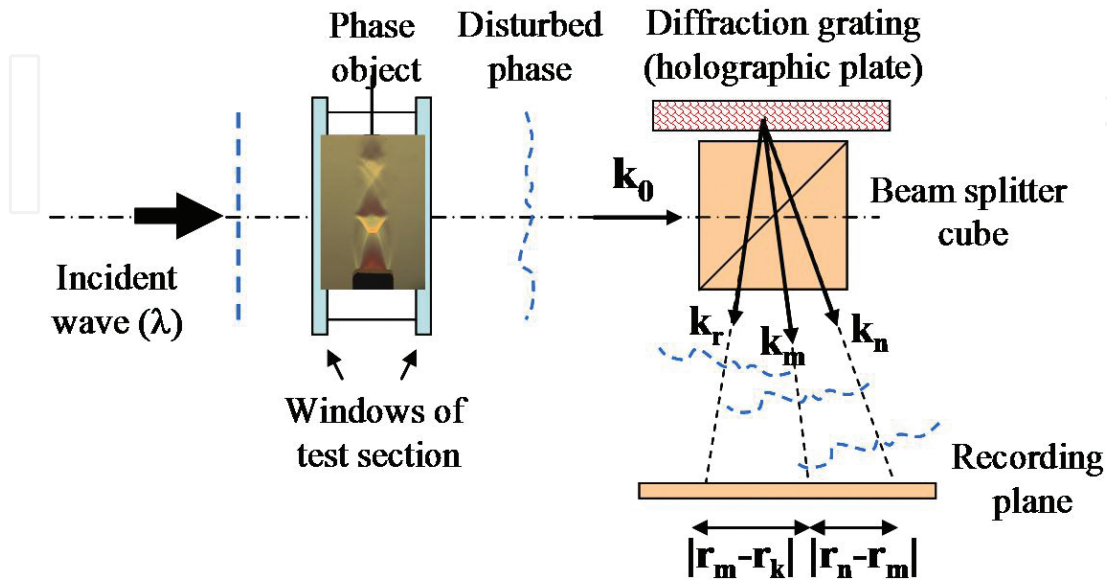 Phase
object
Disturbed
phase
Diffraction grating
(holographic plate)
k₀
Beam splitter
cube
Incident
wave (λ)
kᵣ
kₘ
kₙ
Windows of
test section
Recording
plane
|rₘ-rₖ|
|rₙ-rₘ|